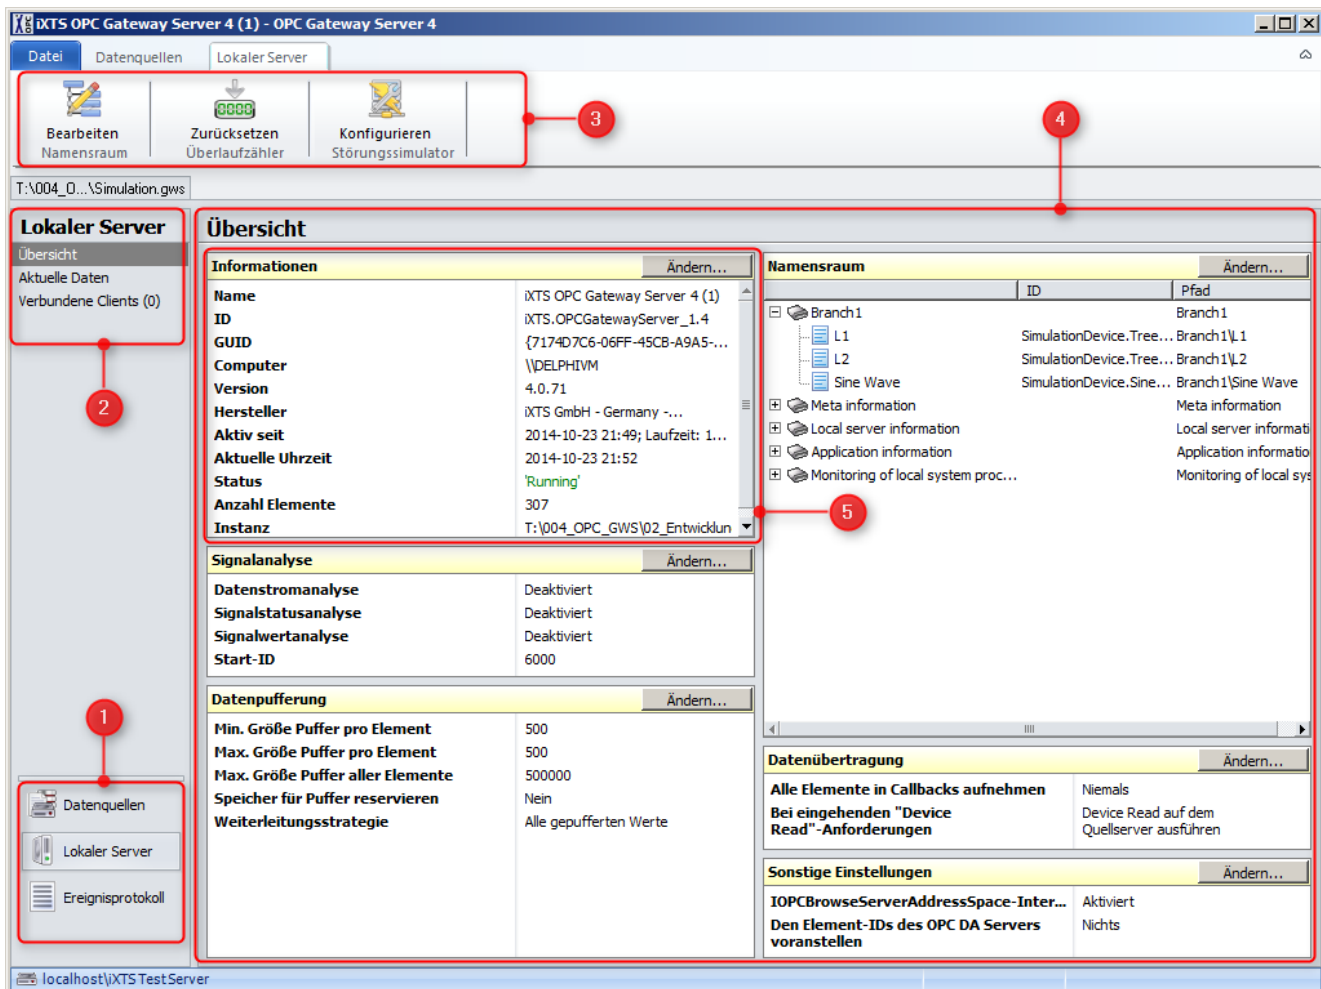 iXTS OPC Gateway Server 4 (1) - OPC Gateway Server 4
Datei Datenquellen Lokaler Server
Bearbeiten Zurücksetzen Konfigurieren
Namensraum Überlaufzähler Störungssimulator
3
4
T:\004_O...\Simulation.gws
Lokaler Server
Übersicht
Aktuelle Daten
Verbundene Clients (0)
2
1
Datenquellen
Lokaler Server
Ereignisprotokoll
Übersicht
Informationen Ändern...
Name iXTS OPC Gateway Server 4 (1)
ID iXTS.OPCGatewayServer_1.4
GUID {7174D7C6-06FF-45CB-A9A5-...
Computer \\DELPHIVM
Version 4.0.71
Hersteller iXTS GmbH - Germany -...
Aktiv seit 2014-10-23 21:49; Laufzeit: 1...
Aktuelle Uhrzeit 2014-10-23 21:52
Status 'Running'
Anzahl Elemente 307
Instanz T:\004_OPC_GWS\02_Entwicklun
5
Signalanalyse Ändern...
Datenstromanalyse Deaktiviert
Signalstatusanalyse Deaktiviert
Signalwertanalyse Deaktiviert
Start-ID 6000
Datenpufferung Ändern...
Min. Größe Puffer pro Element 500
Max. Größe Puffer pro Element 500
Max. Größe Puffer aller Elemente 500000
Speicher für Puffer reservieren Nein
Weiterleitungsstrategie Alle gepufferten Werte
Namensraum Ändern...
ID Pfad
Branch1 Branch1
L1 SimulationDevice.Tree... Branch1\L1
L2 SimulationDevice.Tree... Branch1\L2
Sine Wave SimulationDevice.Sine... Branch1\Sine Wave
Meta information Meta information
Local server information Local server informati
Application information Application informatio
Monitoring of local system proc... Monitoring of local sys
Datenübertragung Ändern...
Alle Elemente in Callbacks aufnehmen Niemals
Bei eingehenden "Device Device Read auf dem
Read"-Anforderungen Quellserver ausführen
Sonstige Einstellungen Ändern...
IOPCBrowseServerAddressSpace-Inter... Aktiviert
Den Element-IDs des OPC DA Servers Nichts
voranstellen
localhost\iXTSTestServer